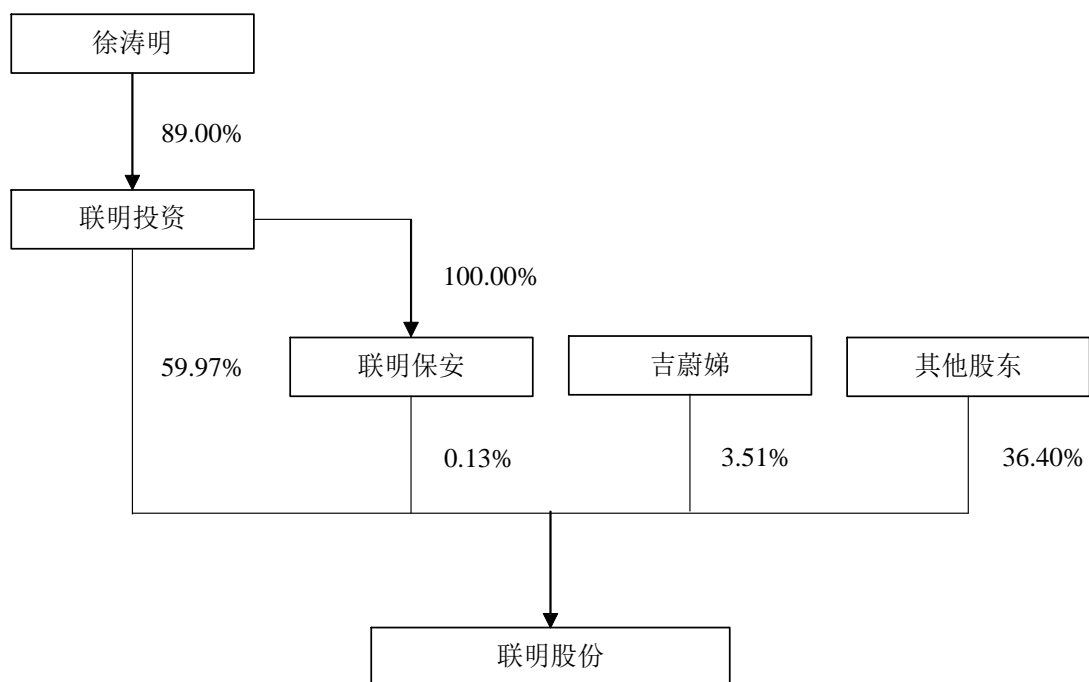 徐涛明
89.00%
联明投资
100.00%
59.97%
联明保安
吉蔚娣
其他股东
0.13%
3.51%
36.40%
联明股份